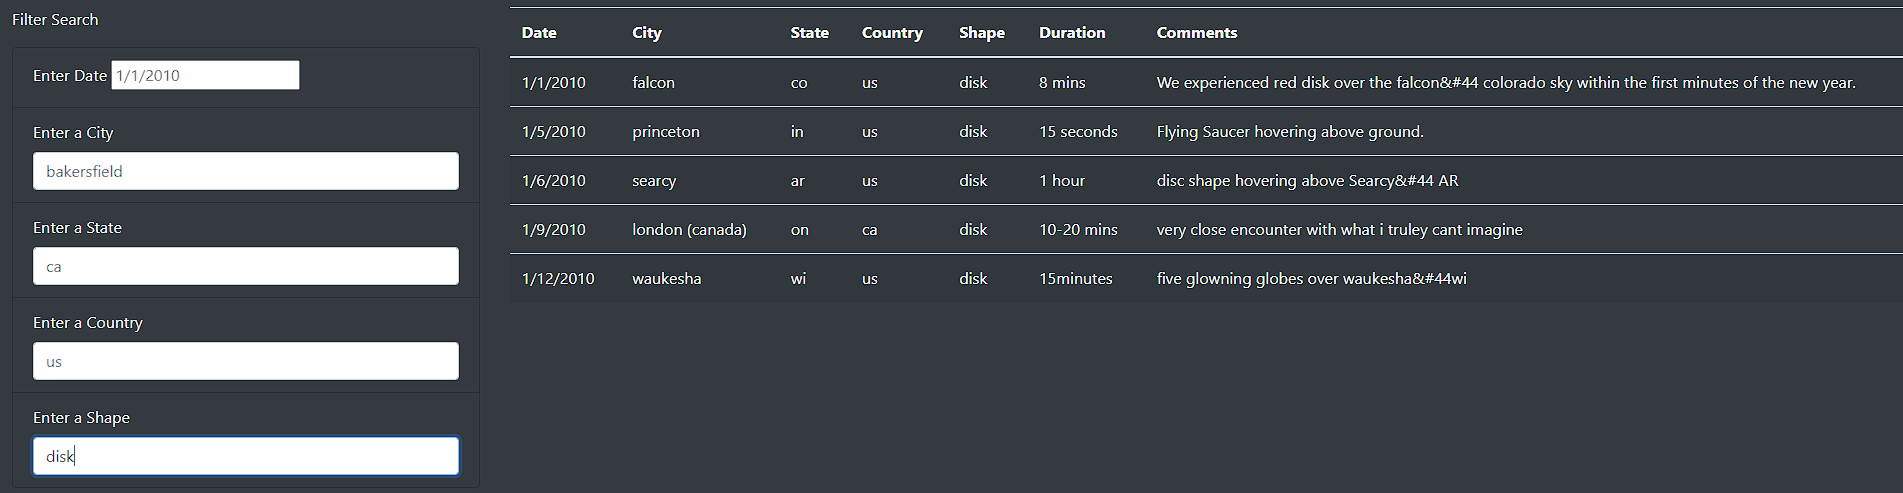 Filter Search
Enter Date 1/1/2010
Enter a City
bakersfield
Enter a State
ca
Enter a Country
us
Enter a Shape
disk
Date City State Country Shape Duration Comments
1/1/2010 falcon co us disk 8 mins We experienced red disk over the falcon&#44 colorado sky within the first minutes of the new year.
1/5/2010 princeton in us disk 15 seconds Flying Saucer hovering above ground.
1/6/2010 searcy ar us disk 1 hour disc shape hovering above Searcy&#44 AR
1/9/2010 london (canada) on ca disk 10-20 mins very close encounter with what i truley cant imagine
1/12/2010 waukesha wi us disk 15minutes five glowning globes over waukesha&#44wi